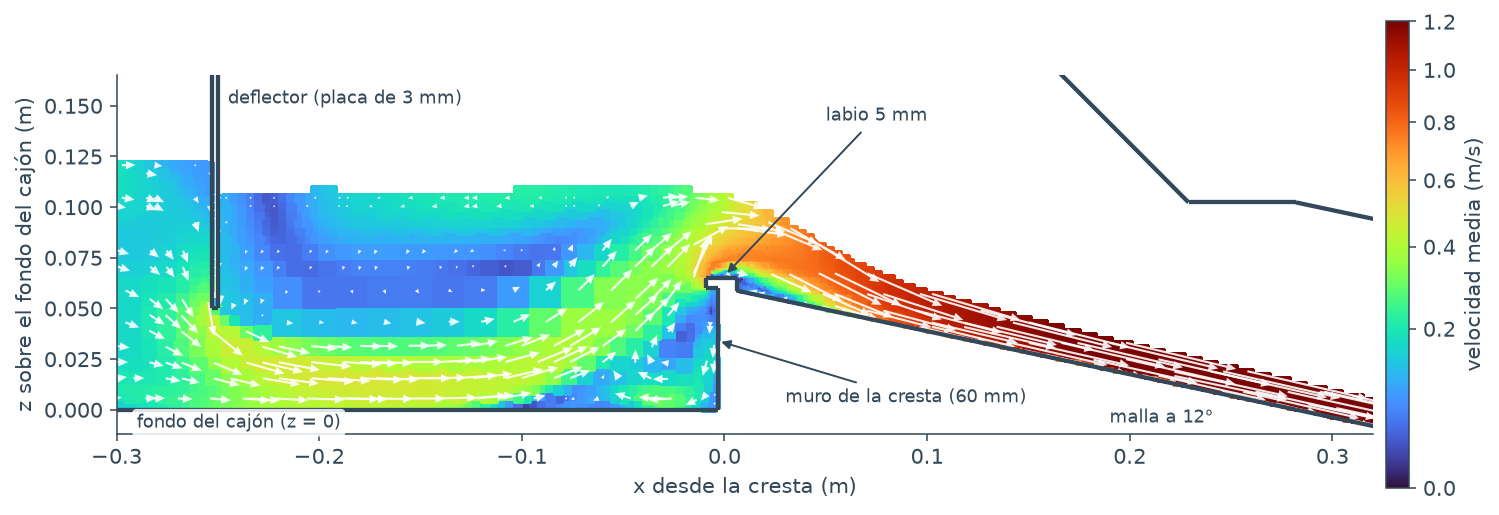 deflector (placa de 3 mm)
labio 5 mm
muro de la cresta (60 mm)
malla a 12°
fondo del cajón (z = 0)
z sobre el fondo del cajón (m)
0.150
0.125
0.100
0.075
0.050
0.025
0.000
−0.3
−0.2
−0.1
0.0
0.1
0.2
0.3
x desde la cresta (m)
1.2
1.0
0.8
0.6
0.4
0.2
0.0
velocidad media (m/s)